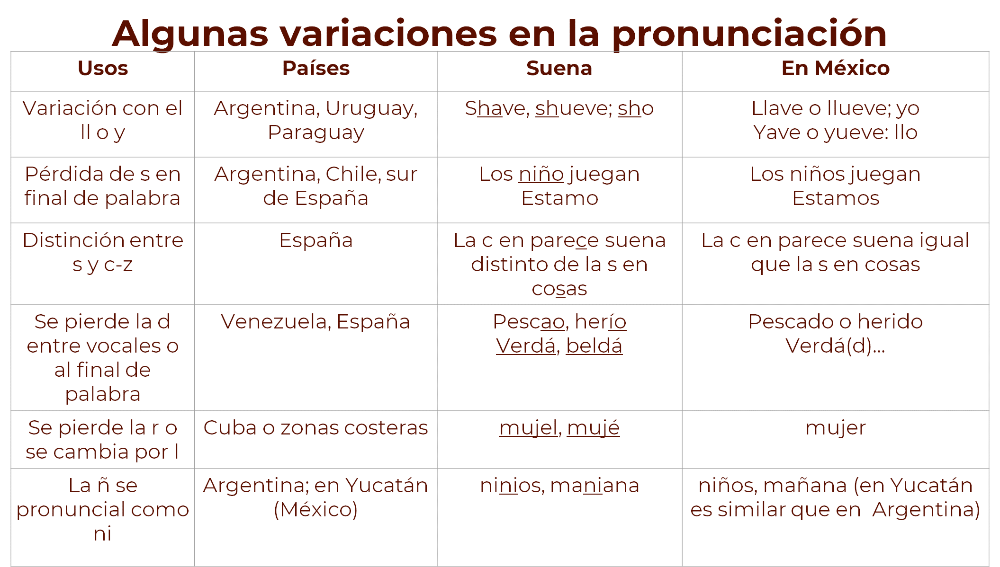 Algunas variaciones en la pronunciación
Usos
Países
Suena
En México
Variación con el
ll o y
Argentina, Uruguay,
Paraguay
Shave, shueve; sho
Llave o llueve; yo
Yave o yueve: llo
Pérdida de s en
final de palabra
Argentina, Chile, sur
de España
Los niño juegan
Estamo
Los niños juegan
Estamos
Distinción entre
s y c-z
España
La c en parece suena
distinto de la s en
cosas
La c en parece suena igual
que la s en cosas
Se pierde la d
entre vocales o
al final de
palabra
Venezuela, España
Pescao, herío
Verdá, beldá
Pescado o herido
Verdá(d)...
Se pierde la r o
se cambia por l
Cuba o zonas costeras
mujel, mujé
mujer
La ñ se
pronuncial como
ni
Argentina; en Yucatán
(México)
ninios, maniana
niños, mañana (en Yucatán
es similar que en  Argentina)